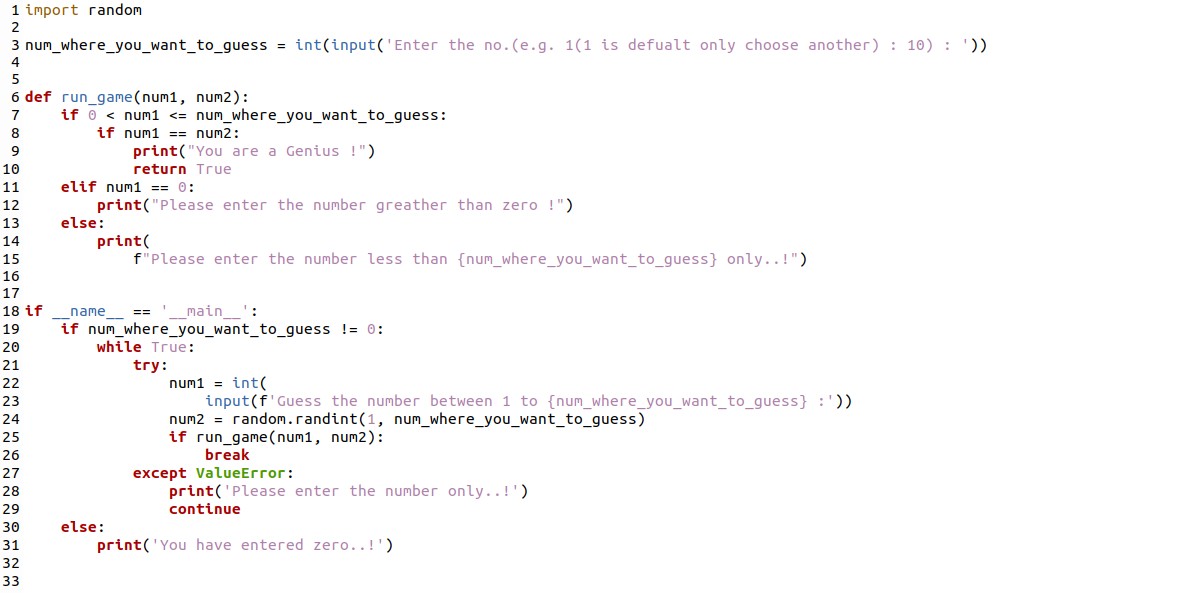 1 import random
2
3 num_where_you_want_to_guess = int(input('Enter the no.(e.g. 1(1 is defualt only choose another) : 10) : '))
4
5
6 def run_game(num1, num2):
7     if 0 < num1 <= num_where_you_want_to_guess:
8         if num1 == num2:
9             print("You are a Genius !")
10             return True
11     elif num1 == 0:
12         print("Please enter the number greather than zero !")
13     else:
14         print(
15             f"Please enter the number less than {num_where_you_want_to_guess} only..!")
16
17
18 if __name__ == '__main__':
19     if num_where_you_want_to_guess != 0:
20         while True:
21             try:
22                 num1 = int(
23                     input(f'Guess the number between 1 to {num_where_you_want_to_guess} :'))
24                 num2 = random.randint(1, num_where_you_want_to_guess)
25                 if run_game(num1, num2):
26                     break
27             except ValueError:
28                 print('Please enter the number only..!')
29                 continue
30     else:
31         print('You have entered zero..!')
32
33